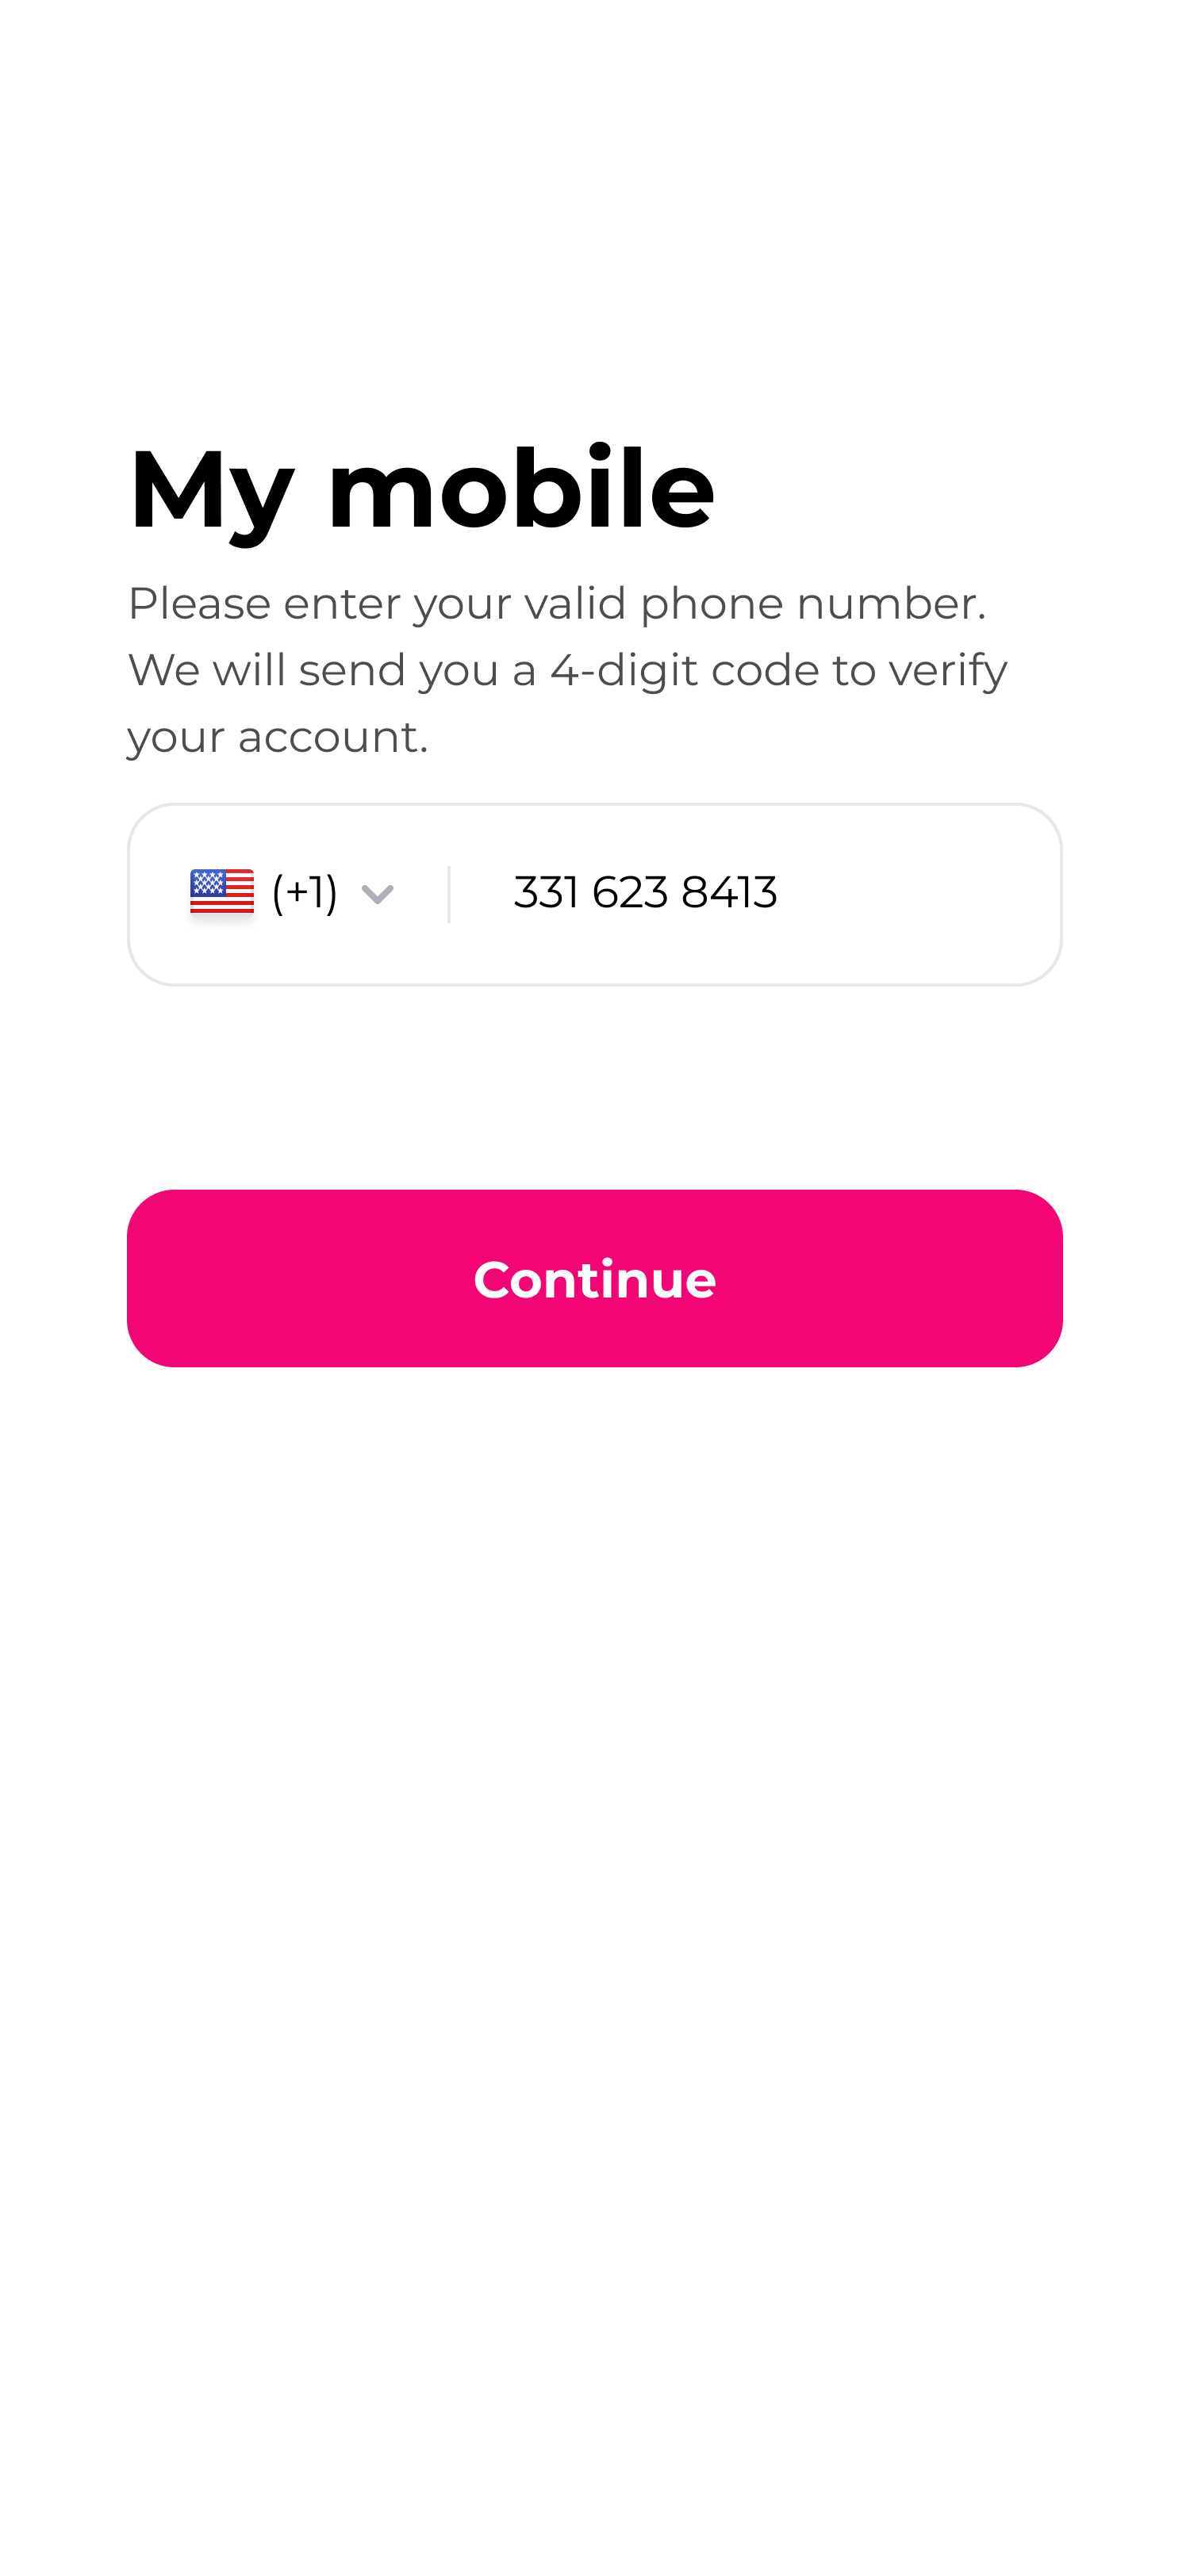 My mobile
Please enter your valid phone number.
We will send you a 4-digit code to verify
your account.
(+1) 331 623 8413
Continue